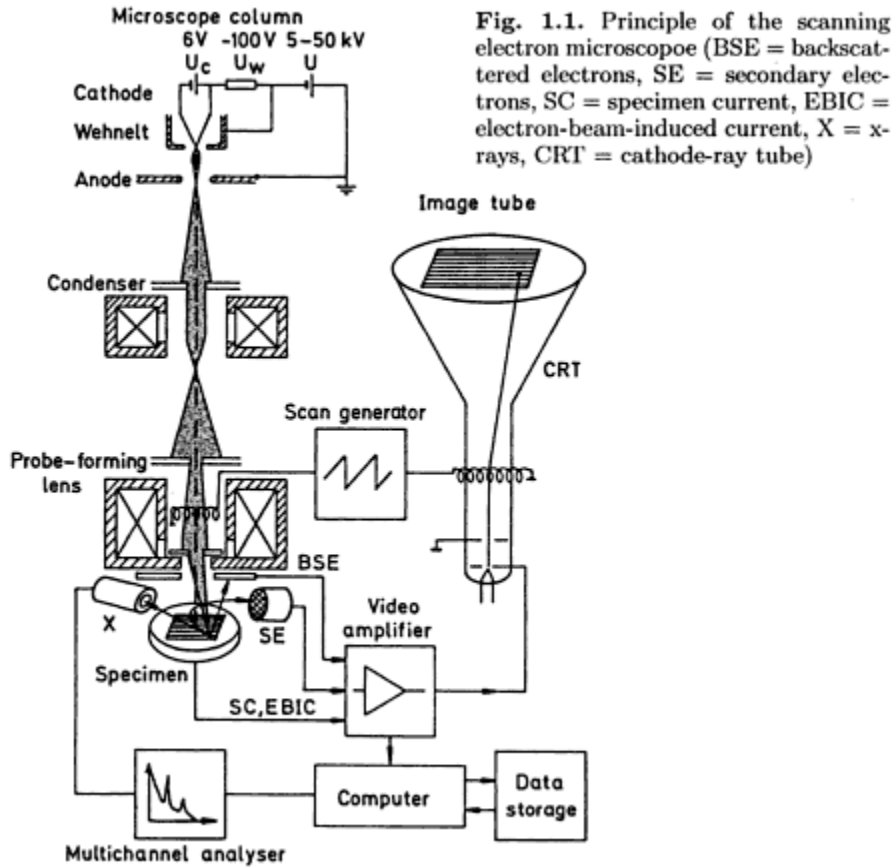 Microscope column
6V -100 V 5-50 kV
Uc Uw U
Cathode
Wehnelt
Anode
Condenser
Probe-forming
lens
X
Specimen
BSE
SE
SC, EBIC
Scan generator
Image tube
CRT
Video
amplifier
Computer
Data
storage
Multichannel analyser
Fig. 1.1. Principle of the scanning
electron microscopoe (BSE = backscat-
tered electrons, SE = secondary elec-
trons, SC = specimen current, EBIC =
electron-beam-induced current, X = x-
rays, CRT = cathode-ray tube)